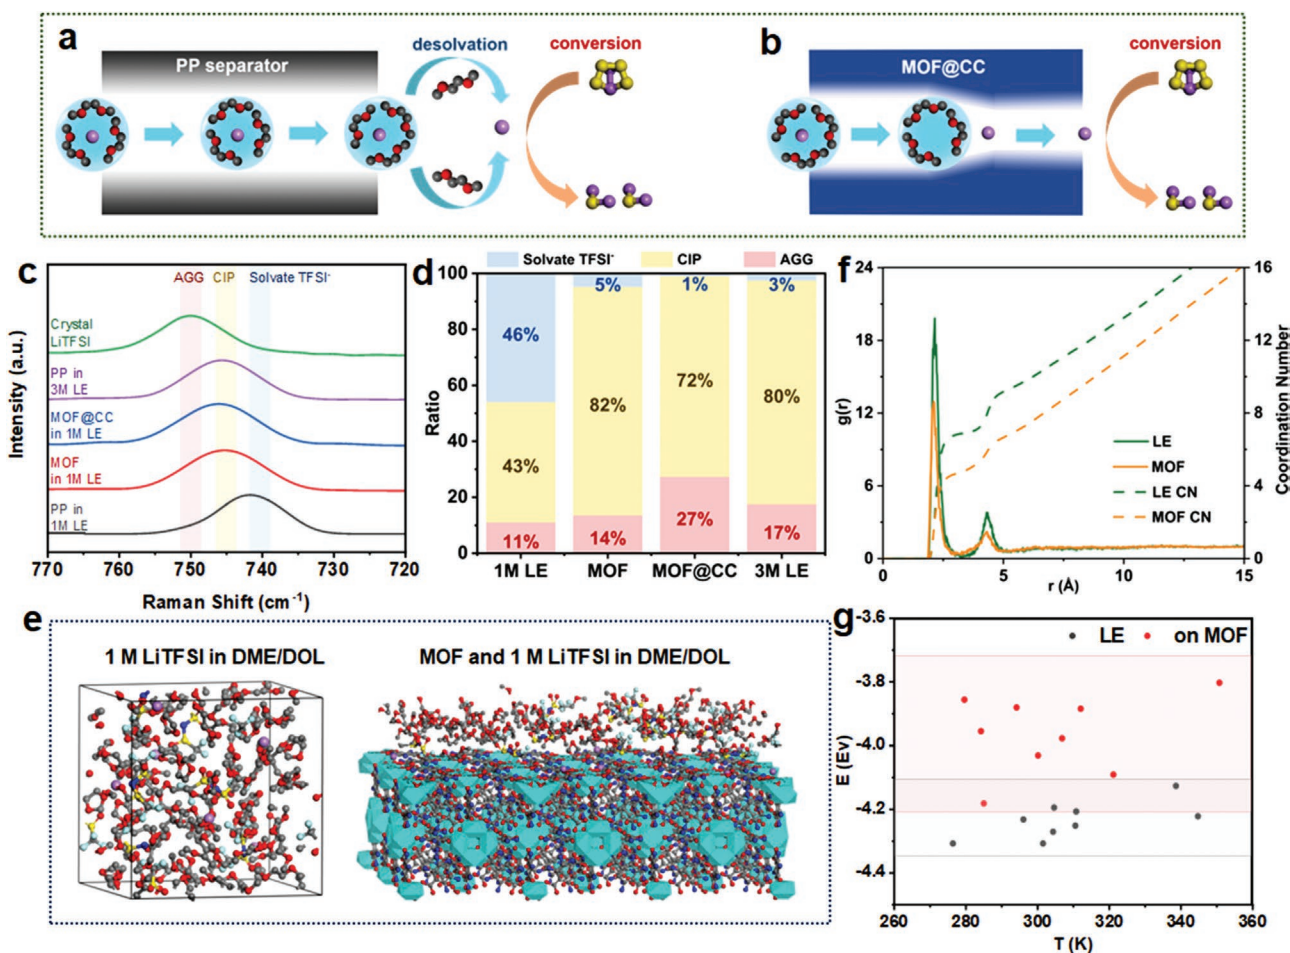 a
PP separator
desolvation
conversion
b
MOF@CC
conversion
c
AGG CIP Solvate TFSI-
Crystal
LiTFSI
PP in
3M LE
MOF@CC
in 1M LE
MOF
in 1M LE
PP in
1M LE
Intensity (a.u.)
770 760 750 740 730 720
Raman Shift (cm-1)
d
Solvate TFSI- CIP AGG
100
80
60
40
20
0
Ratio
46%
43%
11%
5%
82%
14%
1%
72%
27%
3%
80%
17%
1M LE MOF MOF@CC 3M LE
f
24
18
12
6
0
g(r)
16
12
8
4
0
Coordination Number
LE
MOF
LE CN
MOF CN
0 5 10 15
r (Å)
e
1 M LiTFSI in DME/DOL
MOF and 1 M LiTFSI in DME/DOL
g
LE on MOF
-3.6
-3.8
-4.0
-4.2
-4.4
E (Ev)
260 280 300 320 340 360
T (K)